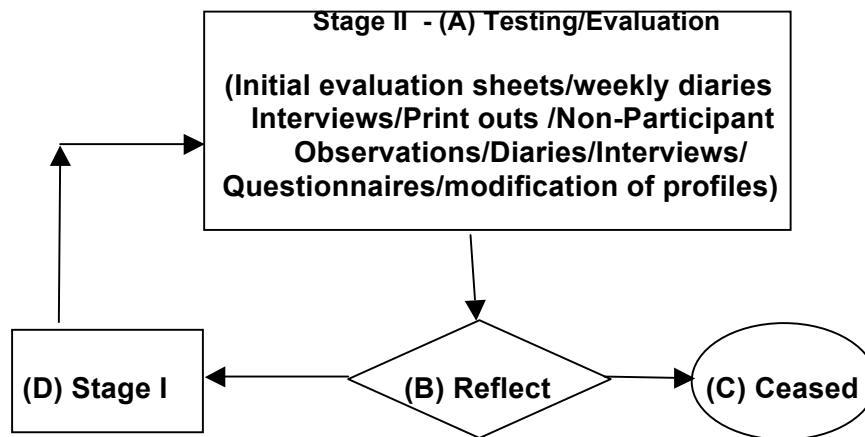 Stage II - (A) Testing/Evaluation
(Initial evaluation sheets/weekly diaries
Interviews/Print outs /Non-Participant
Observations/Diaries/Interviews/
Questionnaires/modification of profiles)
(D) Stage I
(B) Reflect
(C) Ceased